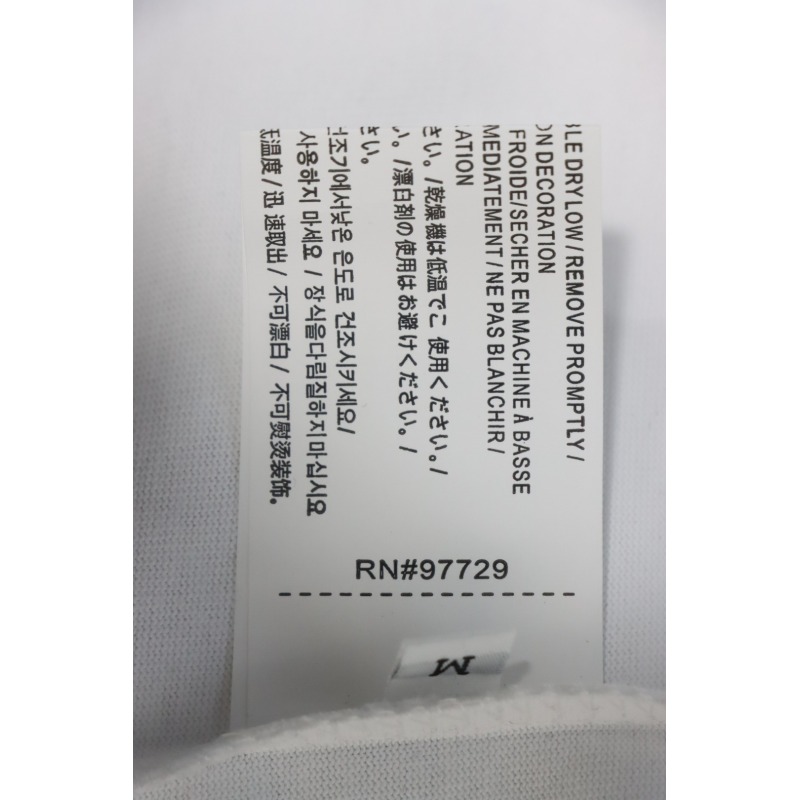 BLE DRY LOW / REMOVE PROMPTLY /
ON DECORATION
FROIDE/SECHER EN MACHINE À BASSE
MEDIATEMENT / NE PAS BLANCHIR /
ATION
さい。/乾燥機は低温でご 使用ください。/
い。/漂白剤の使用はお避けください。/
さい。
건조기에서낮은 온도로 건조시키세요/
사용하지 마세요 / 장식을다림질하지마십시요
低温度 / 迅 速取出 / 不可漂白 / 不可熨烫装饰。
RN#97729
M